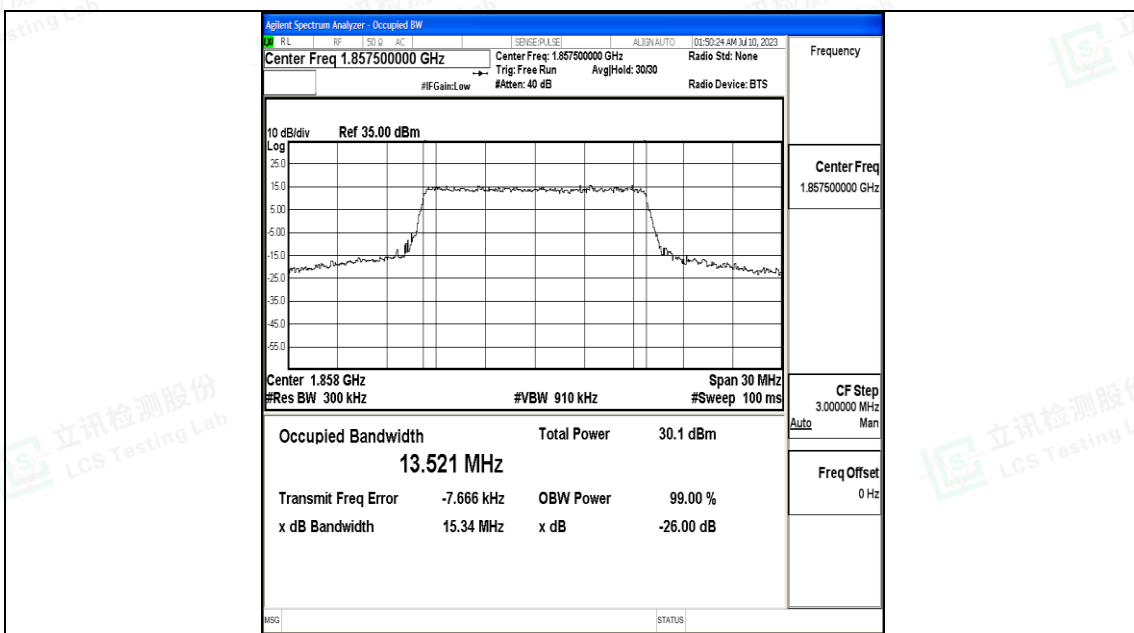 Agilent Spectrum Analyzer - Occupied BW
RL RF 50 Ω AC SENSE:PULSE ALIGN AUTO 01:50:24 AM Jul 10, 2023
Center Freq 1.857500000 GHz
Center Freq: 1.857500000 GHz
Radio Std: None
Trig: Free Run Avg|Hold: 30/30
#IFGain:Low
#Atten: 40 dB
Radio Device: BTS
Frequency
10 dB/div Ref 35.00 dBm
Log
25.0
15.0
5.00
-5.00
-15.0
-25.0
-35.0
-45.0
-55.0
Center Freq
1.857500000 GHz
Center 1.858 GHz
Span 30 MHz
#Res BW 300 kHz
#VBW 910 kHz
#Sweep 100 ms
CF Step
3.000000 MHz
Auto Man
Occupied Bandwidth
13.521 MHz
Total Power 30.1 dBm
Transmit Freq Error -7.666 kHz
OBW Power 99.00 %
x dB Bandwidth 15.34 MHz
x dB -26.00 dB
Freq Offset
0 Hz
MSG STATUS
立讯检测股份
LCS Testing Lab
立讯检测股份
LCS Testing L